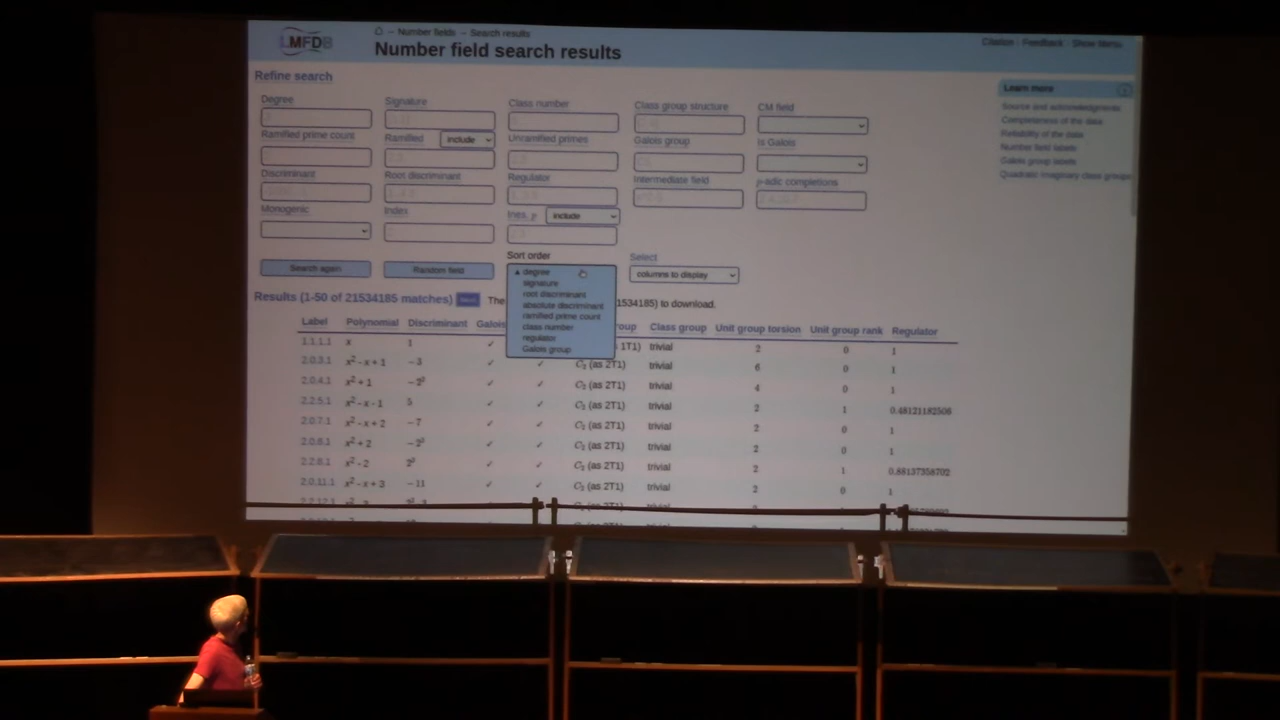 LMFDB
→ Number fields → Search results
Number field search results
Citation · Feedback · Show Menu
Refine search
Degree
Signature
Class number
Class group structure
CM field
Ramified prime count
Ramified
include
Unramified primes
Galois group
Is Galois
Discriminant
Root discriminant
Regulator
Intermediate field
p-adic completions
Monogenic
Index
Ines. p
include
Search again
Random field
Sort order
▲ degree
signature
root discriminant
absolute discriminant
ramified prime count
class number
regulator
Galois group
Select
columns to display
Learn more
Source and acknowledgments
Completeness of the data
Reliability of the data
Number field labels
Galois group labels
Quadratic imaginary class groups
Results (1-50 of 21534185 matches)
The
1534185) to download.
Label Polynomial Discriminant Galois roup Class group Unit group torsion Unit group rank Regulator
1.1.1.1 x 1 ✓ 1T1) trivial 2 0 1
2.0.3.1 x² - x + 1 −3 ✓ ✓ C₂ (as 2T1) trivial 6 0 1
2.0.4.1 x² + 1 −2² ✓ ✓ C₂ (as 2T1) trivial 4 0 1
2.2.5.1 x² - x - 1 5 ✓ ✓ C₂ (as 2T1) trivial 2 1 0.48121182506
2.0.7.1 x² - x + 2 −7 ✓ ✓ C₂ (as 2T1) trivial 2 0 1
2.0.8.1 x² + 2 −2³ ✓ ✓ C₂ (as 2T1) trivial 2 0 1
2.2.8.1 x² - 2 2³ ✓ ✓ C₂ (as 2T1) trivial 2 1 0.88137358702
2.0.11.1 x² - x + 3 −11 ✓ ✓ C₂ (as 2T1) trivial 2 0 1